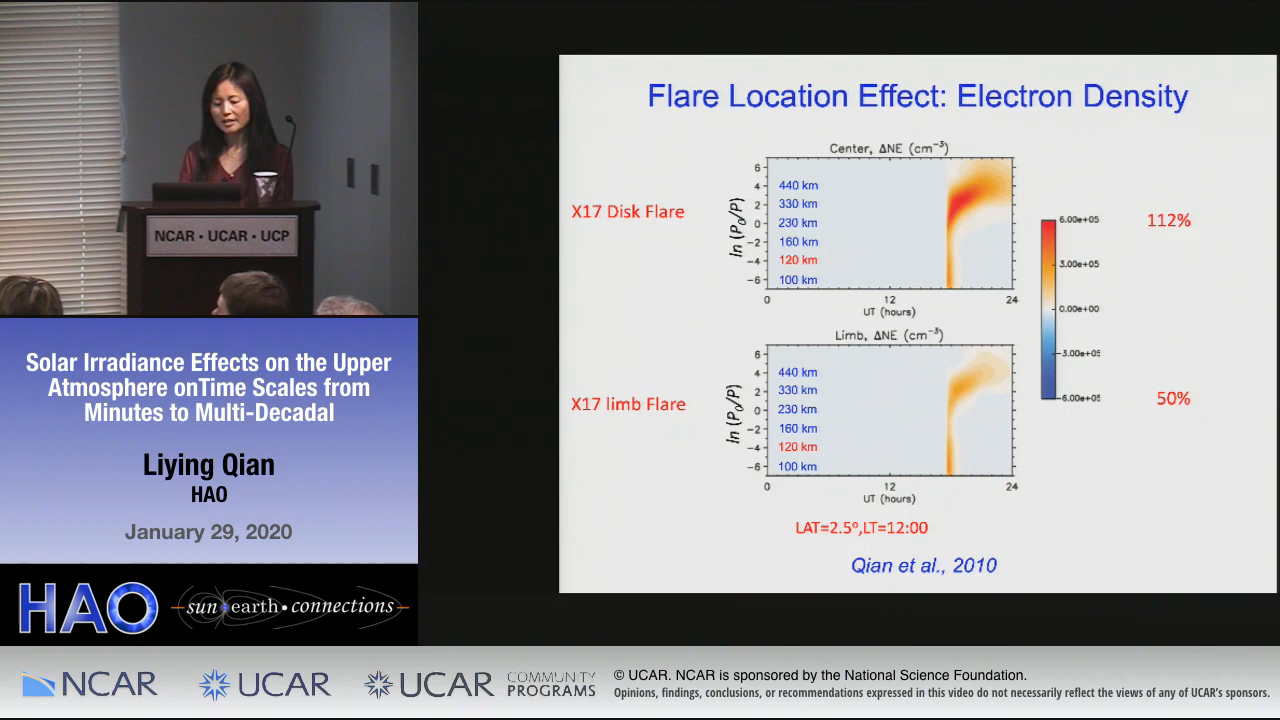 NCAR • UCAR • UCP
Solar Irradiance Effects on the Upper
Atmosphere onTime Scales from
Minutes to Multi-Decadal
Liying Qian
HAO
January 29, 2020
HAO
sun earth • connections
Flare Location Effect: Electron Density
X17 Disk Flare
Center, ΔNE (cm⁻³)
ln (P₀/P)
6
4
2
0
−2
−4
−6
440 km
330 km
230 km
160 km
120 km
100 km
0
12
24
UT (hours)
6.00e+05
3.00e+05
0.00e+00
−3.00e+05
−6.00e+05
112%
X17 limb Flare
Limb, ΔNE (cm⁻³)
ln (P₀/P)
6
4
2
0
−2
−4
−6
440 km
330 km
230 km
160 km
120 km
100 km
0
12
24
UT (hours)
50%
LAT=2.5º,LT=12:00
Qian et al., 2010
NCAR
UCAR
UCAR
COMMUNITY
PROGRAMS
© UCAR. NCAR is sponsored by the National Science Foundation.
Opinions, findings, conclusions, or recommendations expressed in this video do not necessarily reflect the views of any of UCAR's sponsors.